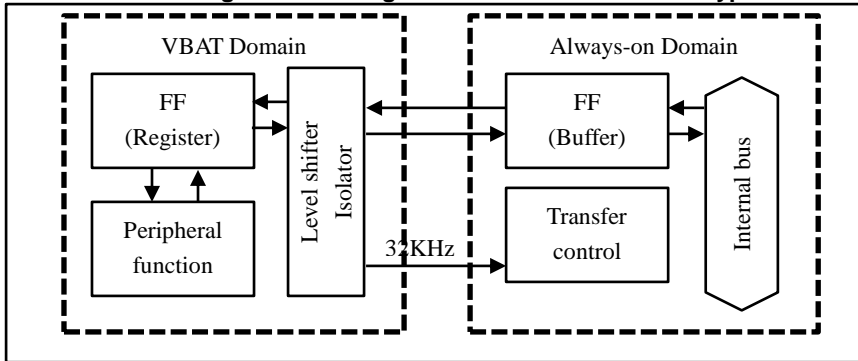 VBAT Domain
Always-on Domain
FF
(Register)
Level shifter
Isolator
FF
(Buffer)
Internal bus
Peripheral
function
32KHz
Transfer
control